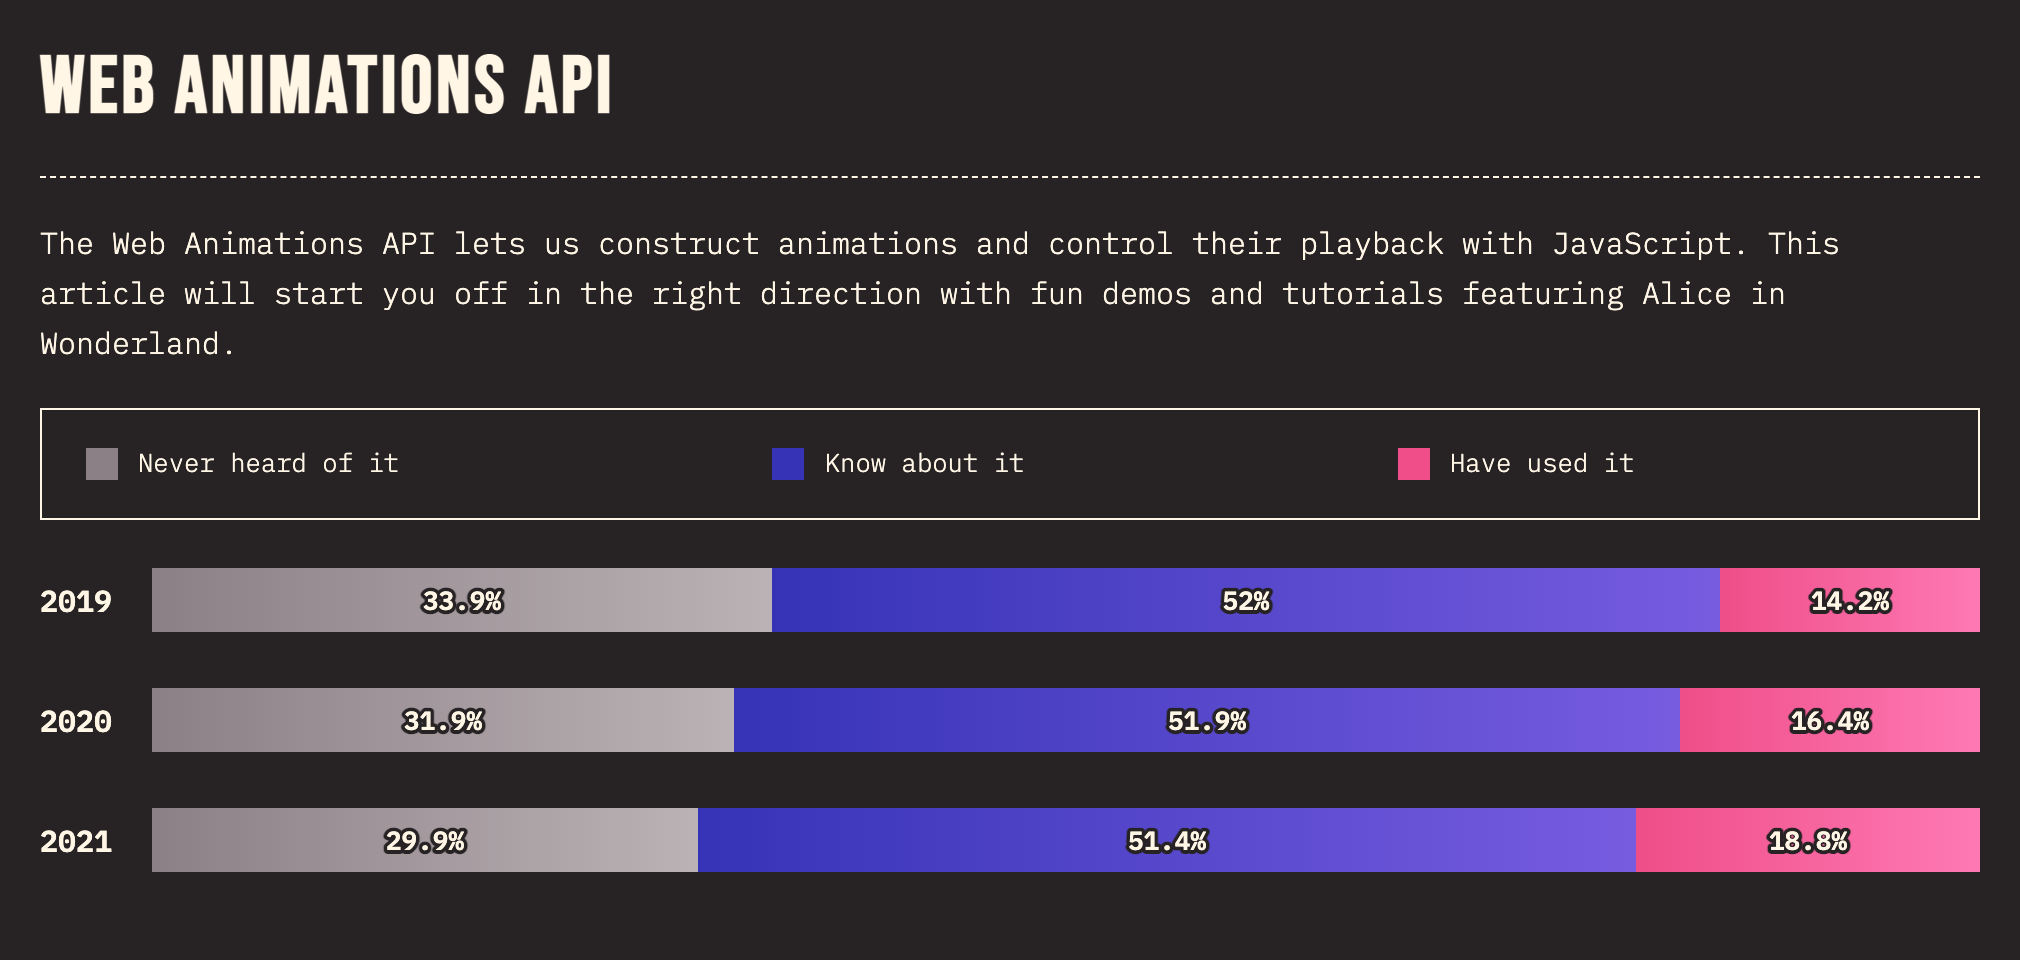 WEB ANIMATIONS API
The Web Animations API lets us construct animations and control their playback with JavaScript. This
article will start you off in the right direction with fun demos and tutorials featuring Alice in
Wonderland.
Never heard of it Know about it Have used it
2019 33.9% 52% 14.2%
2020 31.9% 51.9% 16.4%
2021 29.9% 51.4% 18.8%